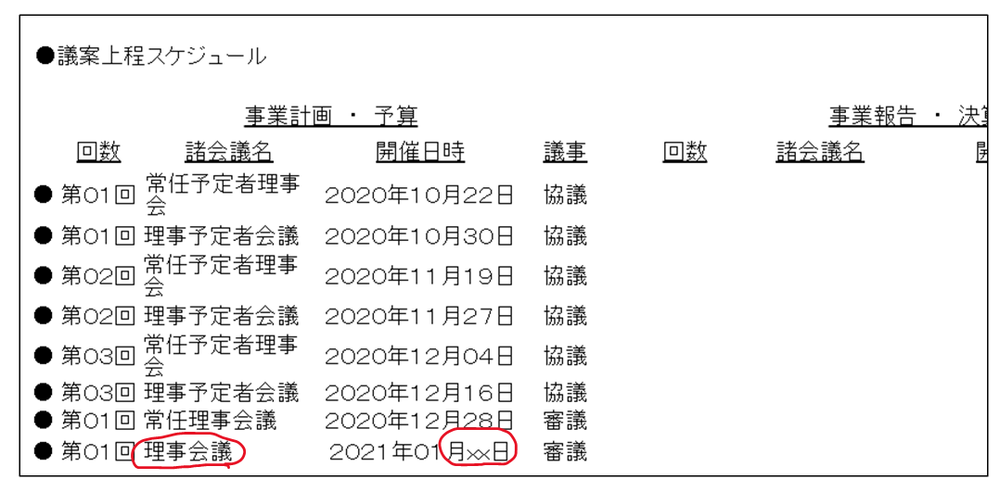 ●議案上程スケジュール
事業計画 ・ 予算 事業報告 ・ 決
回数 諸会議名 開催日時 議事 回数 諸会議名
● 第01回 常任予定者理事会 2020年10月22日 協議
● 第01回 理事予定者会議 2020年10月30日 協議
● 第02回 常任予定者理事会 2020年11月19日 協議
● 第02回 理事予定者会議 2020年11月27日 協議
● 第03回 常任予定者理事会 2020年12月04日 協議
● 第03回 理事予定者会議 2020年12月16日 協議
● 第01回 常任理事会議 2020年12月28日 審議
● 第01回 理事会議 2021年01月xx日 審議